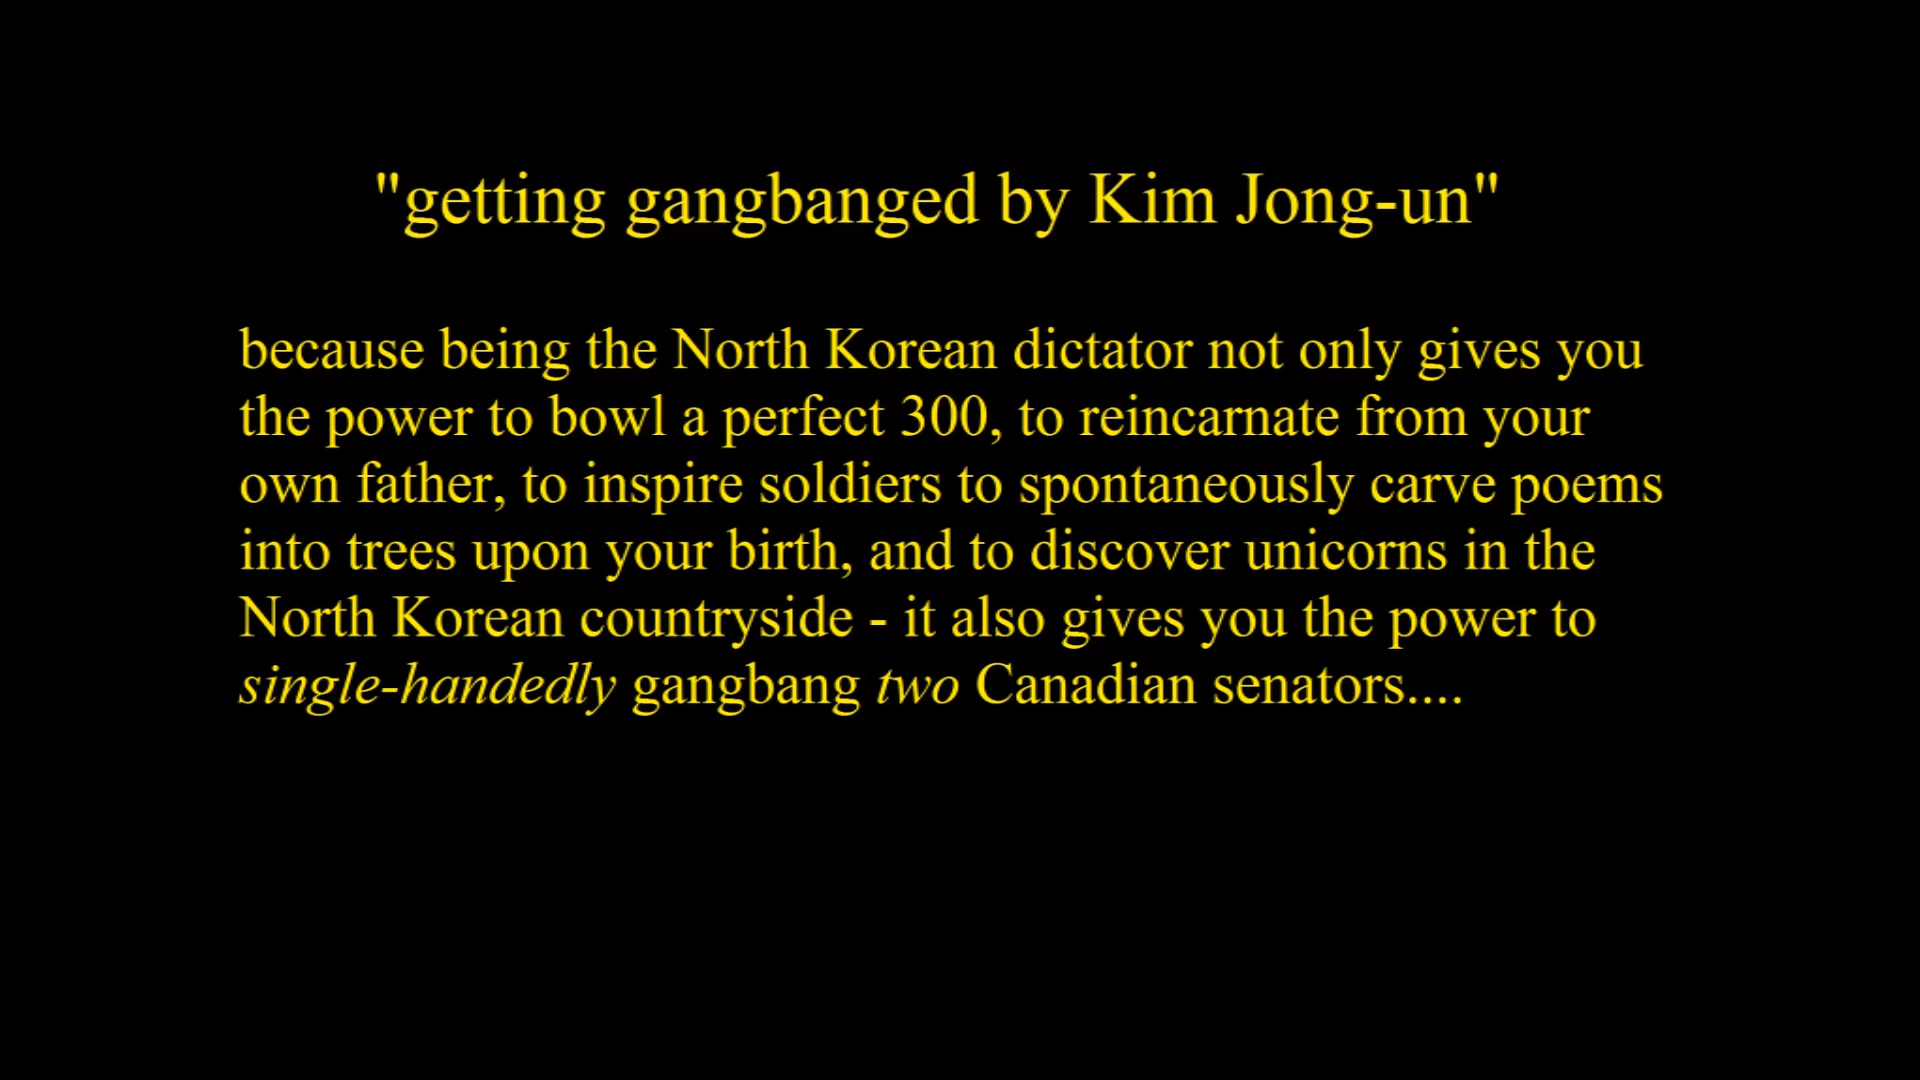 "getting gangbanged by Kim Jong-un"
because being the North Korean dictator not only gives you
the power to bowl a perfect 300, to reincarnate from your
own father, to inspire soldiers to spontaneously carve poems
into trees upon your birth, and to discover unicorns in the
North Korean countryside - it also gives you the power to
single-handedly gangbang two Canadian senators....